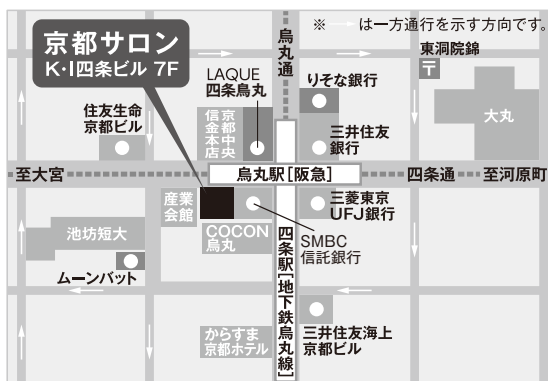 ※→は一方通行を示す方向です。
京都サロン
K・I四条ビル 7F
烏丸通
東洞院錦
〒
LAQUE
四条烏丸
りそな銀行
大丸
住友生命
京都ビル
京都中央
信金本店
三井住友
銀行
至大宮
烏丸駅[阪急]
四条通
至河原町
産業
会館
三菱東京
UFJ銀行
池坊短大
COCON
烏丸
SMBC
信託銀行
四条駅[地下鉄烏丸線]
ムーンバット
からすま
京都ホテル
三井住友海上
京都ビル